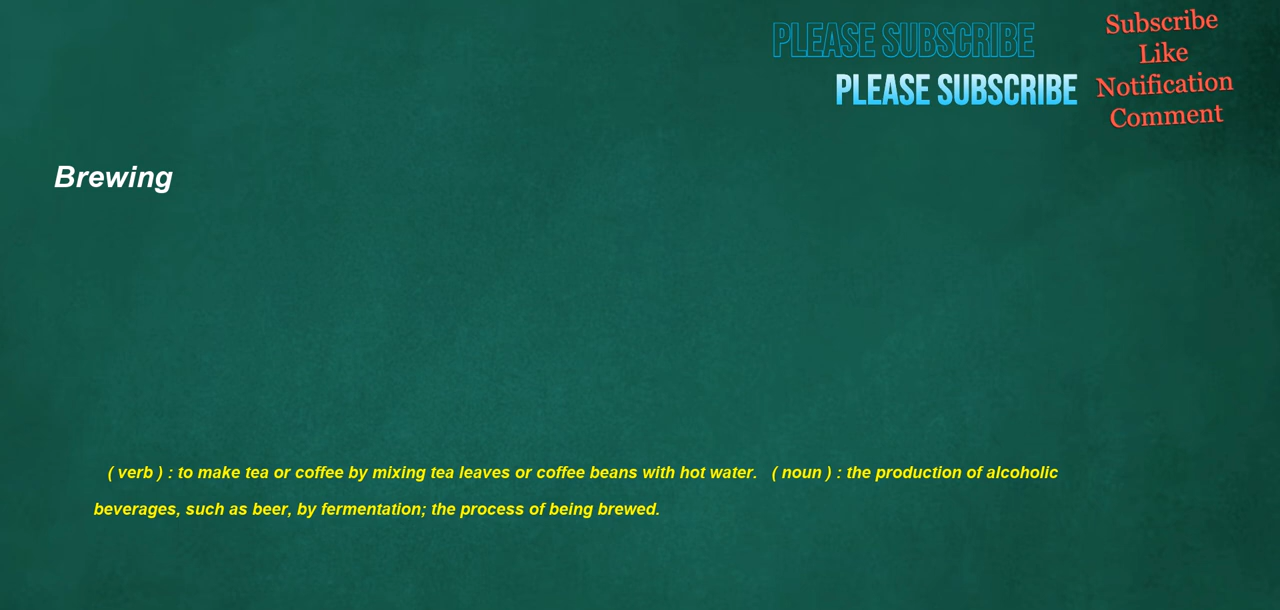 PLEASE SUBSCRIBE
PLEASE SUBSCRIBE
Subscribe
Like
Notification
Comment
Brewing
( verb ) : to make tea or coffee by mixing tea leaves or coffee beans with hot water. ( noun ) : the production of alcoholic
beverages, such as beer, by fermentation; the process of being brewed.